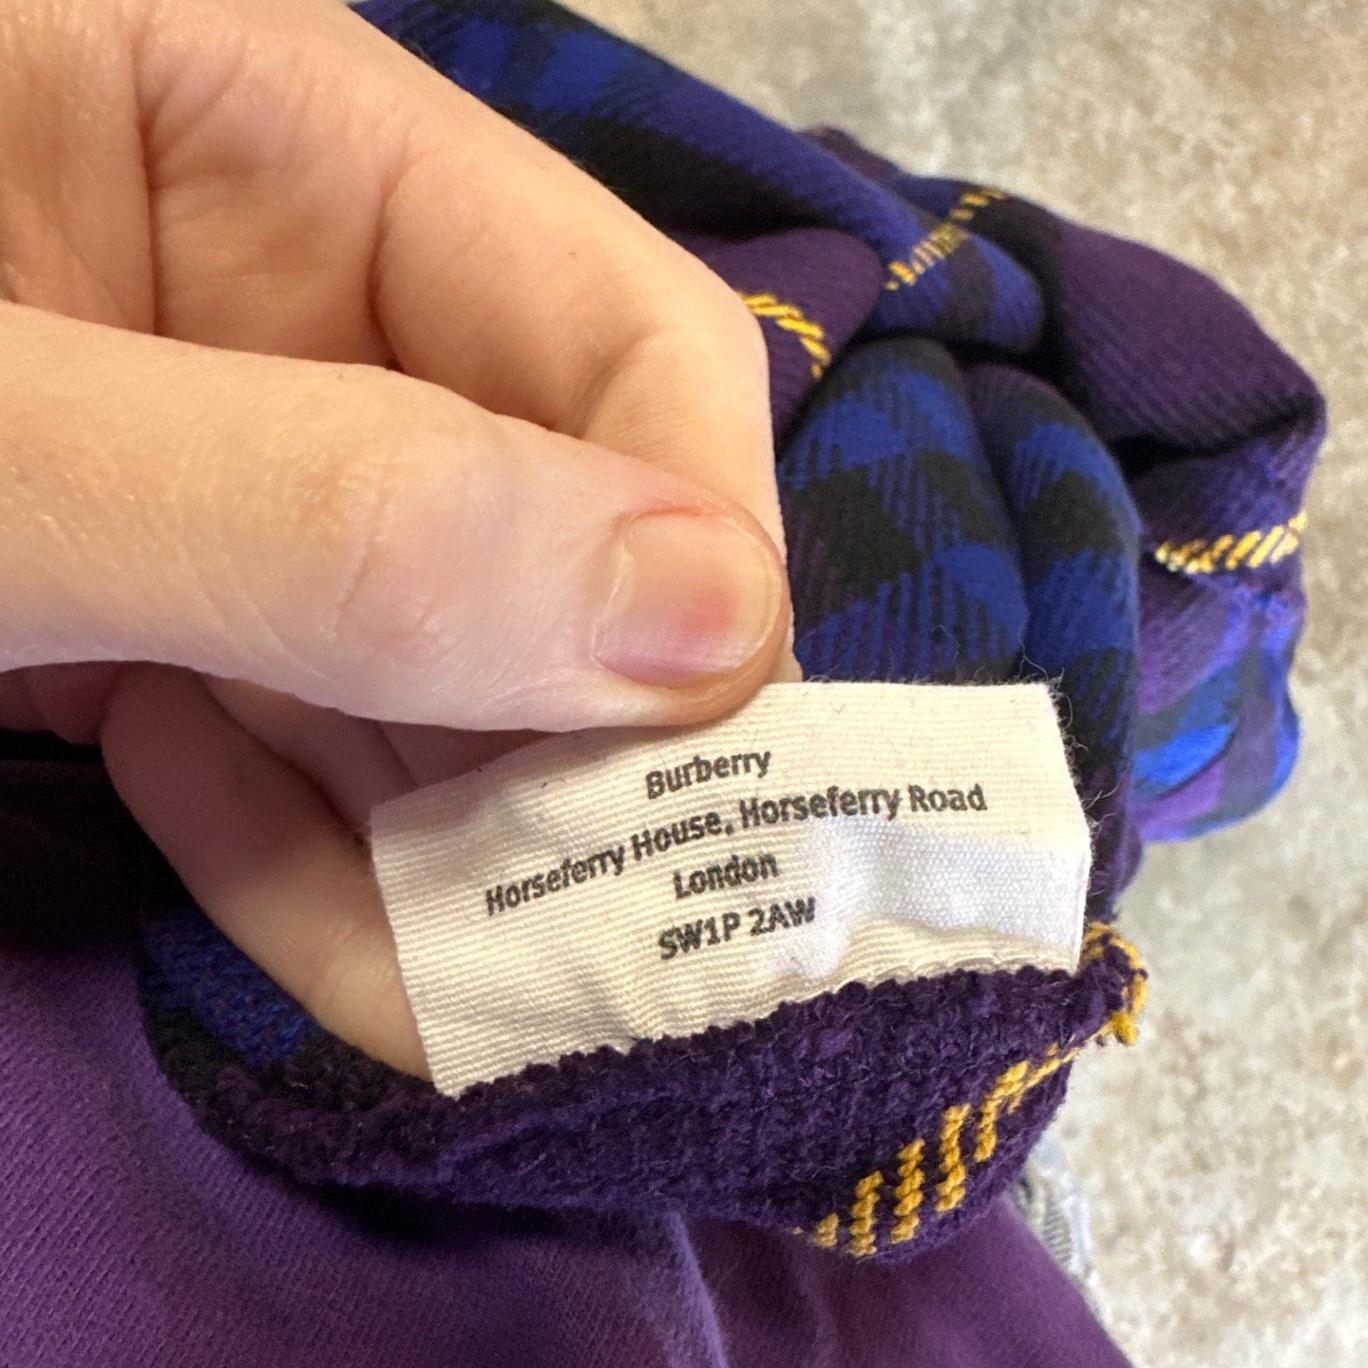 Burberry
Horseferry House, Horseferry Road
London
SW1P 2AW